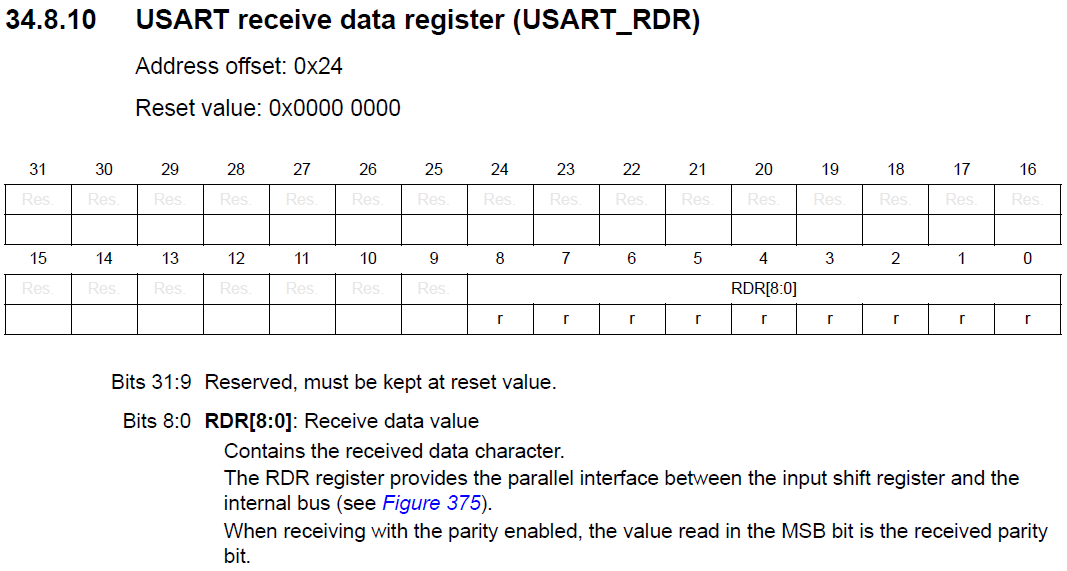 34.8.10 USART receive data register (USART_RDR)
Address offset: 0x24
Reset value: 0x0000 0000
31 30 29 28 27 26 25 24 23 22 21 20 19 18 17 16
Res. Res. Res. Res. Res. Res. Res. Res. Res. Res. Res. Res. Res. Res. Res. Res.
15 14 13 12 11 10 9 8 7 6 5 4 3 2 1 0
Res. Res. Res. Res. Res. Res. Res. RDR[8:0]
r r r r r r r r r
Bits 31:9 Reserved, must be kept at reset value.
Bits 8:0 RDR[8:0]: Receive data value
Contains the received data character.
The RDR register provides the parallel interface between the input shift register and the
internal bus (see Figure 375).
When receiving with the parity enabled, the value read in the MSB bit is the received parity
bit.